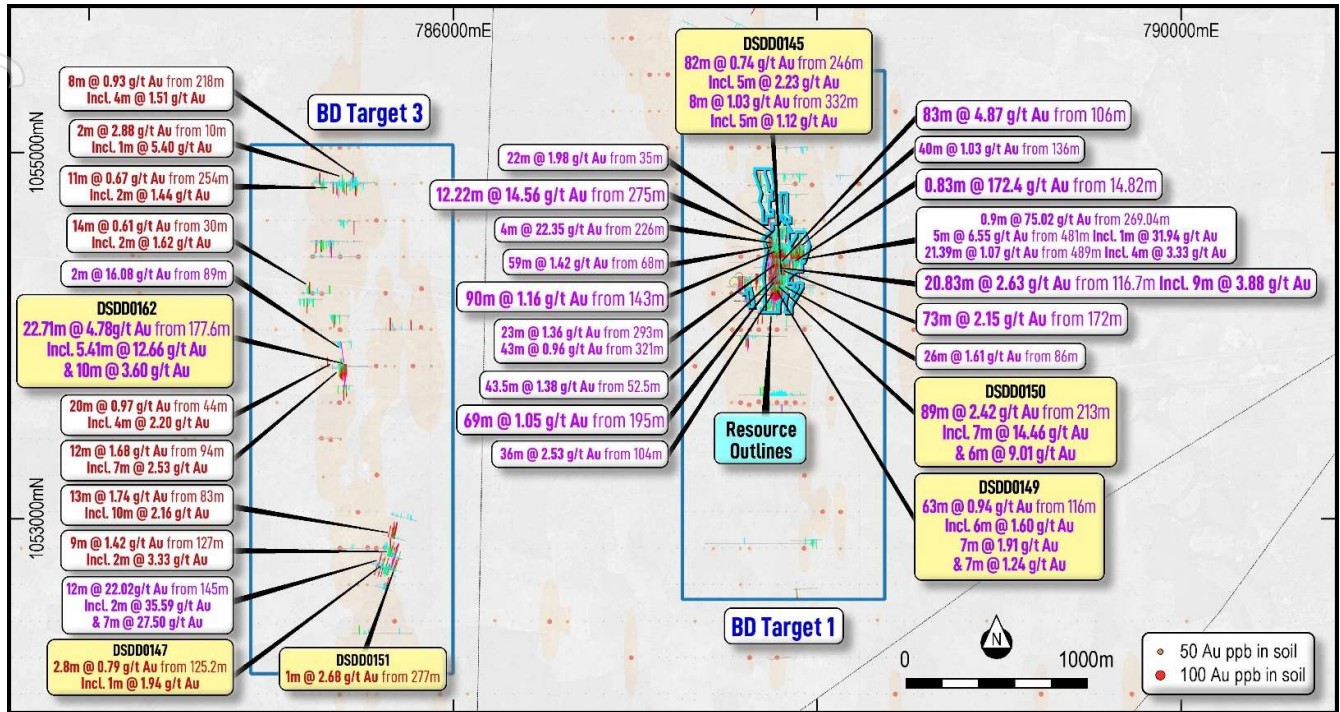 786000mE
790000mE
1055000mN
1053000mN
8m @ 0.93 g/t Au from 218m
Incl. 4m @ 1.51 g/t Au
2m @ 2.88 g/t Au from 10m
Incl. 1m @ 5.40 g/t Au
11m @ 0.67 g/t Au from 254m
Incl. 2m @ 1.44 g/t Au
14m @ 0.61 g/t Au from 30m
Incl. 2m @ 1.62 g/t Au
2m @ 16.08 g/t Au from 89m
DSDD0162
22.71m @ 4.78g/t Au from 177.6m
Incl. 5.41m @ 12.66 g/t Au
& 10m @ 3.60 g/t Au
20m @ 0.97 g/t Au from 44m
Incl. 4m @ 2.20 g/t Au
12m @ 1.68 g/t Au from 94m
Incl. 7m @ 2.53 g/t Au
13m @ 1.74 g/t Au from 83m
Incl. 10m @ 2.16 g/t Au
9m @ 1.42 g/t Au from 127m
Incl. 2m @ 3.33 g/t Au
12m @ 22.02g/t Au from 145m
Incl. 2m @ 35.59 g/t Au
& 7m @ 27.50 g/t Au
DSDD0147
2.8m @ 0.79 g/t Au from 125.2m
Incl. 1m @ 1.94 g/t Au
BD Target 3
DSDD0151
1m @ 2.68 g/t Au from 277m
DSDD0145
82m @ 0.74 g/t Au from 246m
Incl. 5m @ 2.23 g/t Au
8m @ 1.03 g/t Au from 332m
Incl. 5m @ 1.12 g/t Au
22m @ 1.98 g/t Au from 35m
12.22m @ 14.56 g/t Au from 275m
4m @ 22.35 g/t Au from 226m
59m @ 1.42 g/t Au from 68m
90m @ 1.16 g/t Au from 143m
23m @ 1.36 g/t Au from 293m
43m @ 0.96 g/t Au from 321m
43.5m @ 1.38 g/t Au from 52.5m
69m @ 1.05 g/t Au from 195m
36m @ 2.53 g/t Au from 104m
Resource
Outlines
83m @ 4.87 g/t Au from 106m
40m @ 1.03 g/t Au from 136m
0.83m @ 172.4 g/t Au from 14.82m
0.9m @ 75.02 g/t Au from 269.04m
5m @ 6.55 g/t Au from 481m Incl. 1m @ 31.94 g/t Au
21.39m @ 1.07 g/t Au from 489m Incl. 4m @ 3.33 g/t Au
20.83m @ 2.63 g/t Au from 116.7m Incl. 9m @ 3.88 g/t Au
73m @ 2.15 g/t Au from 172m
26m @ 1.61 g/t Au from 86m
DSDD0150
89m @ 2.42 g/t Au from 213m
Incl. 7m @ 14.46 g/t Au
& 6m @ 9.01 g/t Au
DSDD0149
63m @ 0.94 g/t Au from 116m
Incl. 6m @ 1.60 g/t Au
7m @ 1.91 g/t Au
& 7m @ 1.24 g/t Au
BD Target 1
N
0
1000m
50 Au ppb in soil
100 Au ppb in soil